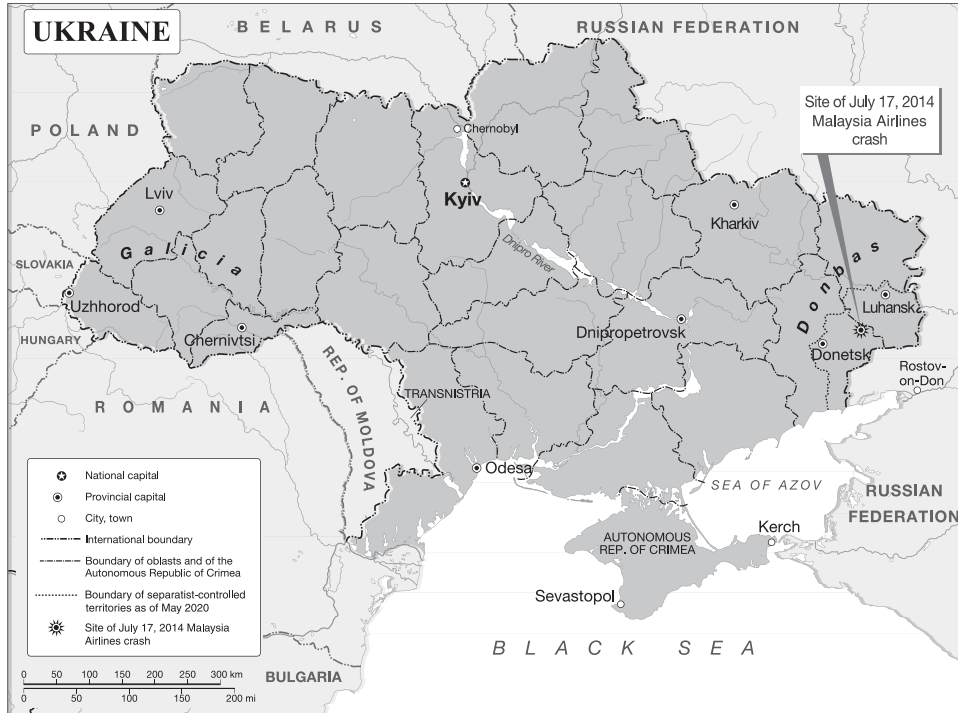 UKRAINE
BELARUS
RUSSIAN FEDERATION
Site of July 17, 2014
Malaysia Airlines
crash
POLAND
Chernobyl
Kyiv
Lviv
Kharkiv
Galicia
Dnipro River
Donbas
SLOVAKIA
Uzhhorod
Luhansk
Chernivtsi
Dnipropetrovsk
HUNGARY
Donetsk
Rostov-
on-Don
REP. OF MOLDOVA
TRANSNISTRIA
ROMANIA
Odesa
SEA OF AZOV
RUSSIAN
FEDERATION
Kerch
AUTONOMOUS
REP. OF CRIMEA
Sevastopol
BLACK SEA
BULGARIA
National capital
Provincial capital
City, town
International boundary
Boundary of oblasts and of the
Autonomous Republic of Crimea
Boundary of separatist-controlled
territories as of May 2020
Site of July 17, 2014 Malaysia
Airlines crash
0 50 100 150 200 250 300 km
0 50 100 150 200 mi